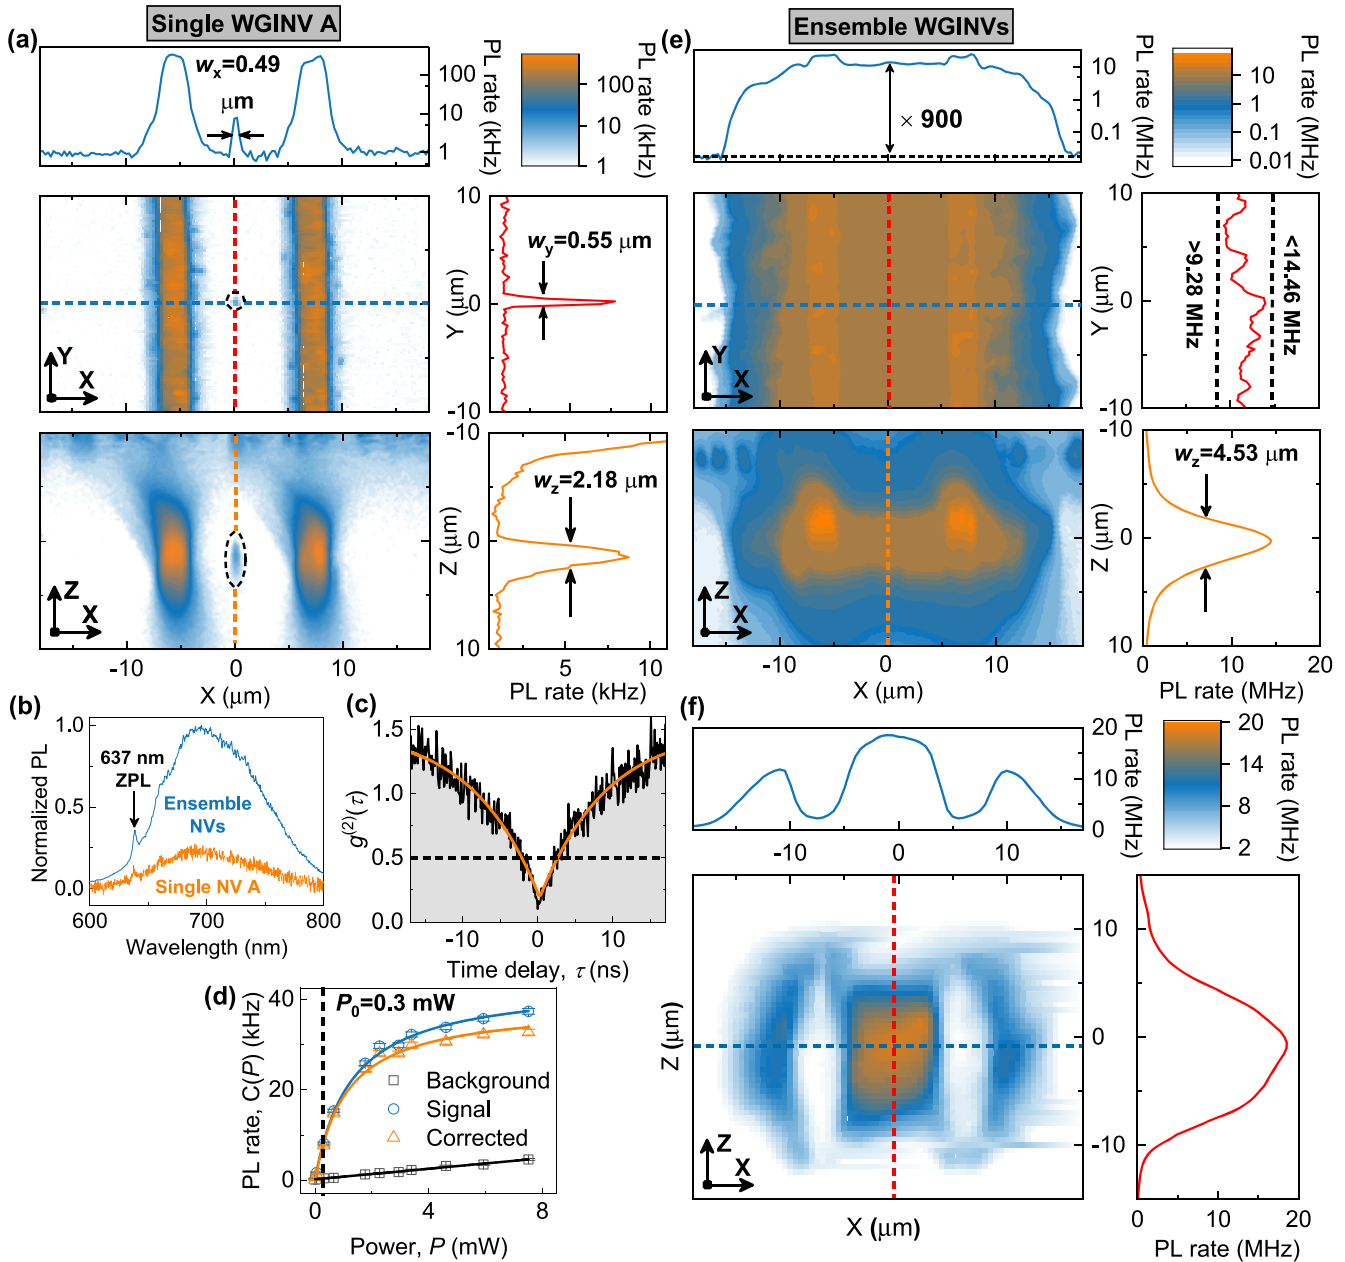 Single WGINV A
(a)
w_x=0.49
μm
100
10
1
PL rate (kHz)
100
10
1
PL rate (kHz)
Y
X
10
0
-10
Y (μm)
w_y=0.55 μm
Z
X
-10
0
10
X (μm)
-10
0
10
Z (μm)
w_z=2.18 μm
5
10
PL rate (kHz)
Ensemble WGINVs
(e)
× 900
10
1
0.1
PL rate (MHz)
10
1
0.1
0.01
PL rate (MHz)
Y
X
10
0
-10
Y (μm)
>9.28 MHz
<14.46 MHz
Z
X
-10
0
10
X (μm)
-10
0
10
Z (μm)
w_z=4.53 μm
0
10
20
PL rate (MHz)
(b)
1.0
0.5
0.0
Normalized PL
637 nm
ZPL
Ensemble
NVs
Single NV A
600
700
800
Wavelength (nm)
(c)
1.5
1.0
0.5
0.0
g^(2)(τ)
-10
0
10
Time delay, τ (ns)
(d)
P_0=0.3 mW
40
20
0
PL rate, C(P) (kHz)
Background
Signal
Corrected
0
4
8
Power, P (mW)
(f)
20
10
0
PL rate (MHz)
-10
0
10
20
14
8
2
PL rate (MHz)
Z
X
10
0
-10
Z (μm)
X (μm)
0
10
20
PL rate (MHz)